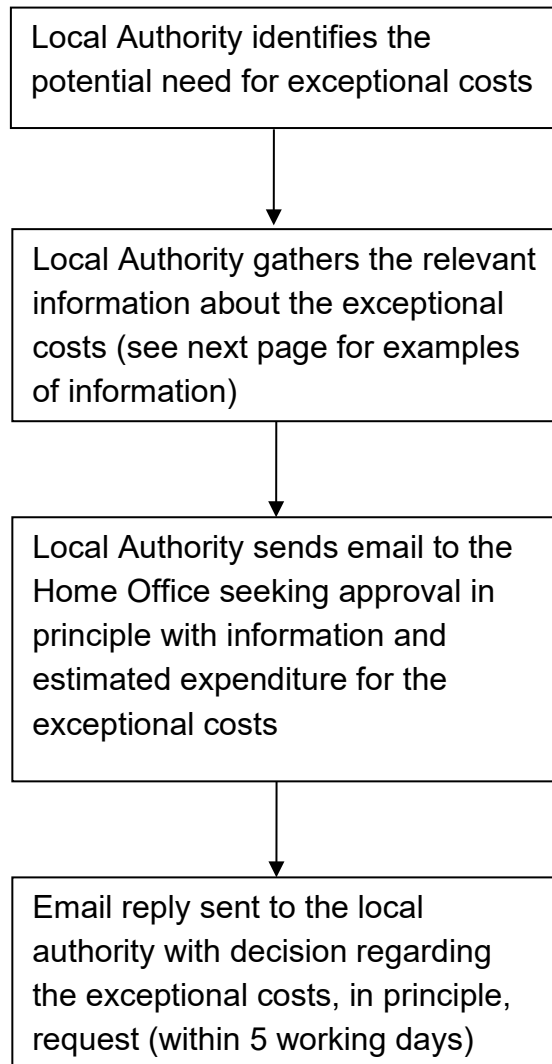 Local Authority identifies the
potential need for exceptional costs
Local Authority gathers the relevant
information about the exceptional
costs (see next page for examples
of information)
Local Authority sends email to the
Home Office seeking approval in
principle with information and
estimated expenditure for the
exceptional costs
Email reply sent to the local
authority with decision regarding
the exceptional costs, in principle,
request (within 5 working days)